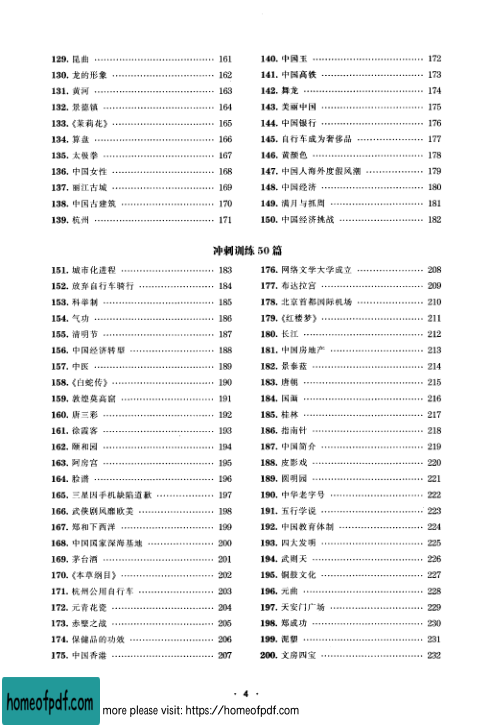 129. 昆曲 ……………… 161
130. 龙的形象 ……………… 162
131. 黄河 ……………… 163
132. 景德镇 ……………… 164
133.《茉莉花》 ……………… 165
134. 算盘 ……………… 166
135. 太极拳 ……………… 167
136. 中国女性 ……………… 168
137. 丽江古城 ……………… 169
138. 中国古建筑 ……………… 170
139. 杭州 ……………… 171
140. 中国玉 ……………… 172
141. 中国高铁 ……………… 173
142. 舞龙 ……………… 174
143. 美丽中国 ……………… 175
144. 中国银行 ……………… 176
145. 自行车成为奢侈品 ……………… 177
146. 黄颜色 ……………… 178
147. 中国人海外度假风潮 ……………… 179
148. 中国经济 ……………… 180
149. 满月与抓周 ……………… 181
150. 中国经济挑战 ……………… 182
冲刺训练 50 篇
151. 城市化进程 ……………… 183
152. 放弃自行车骑行 ……………… 184
153. 科举制 ……………… 185
154. 气功 ……………… 186
155. 清明节 ……………… 187
156. 中国经济转型 ……………… 188
157. 中医 ……………… 189
158.《白蛇传》 ……………… 190
159. 敦煌莫高窟 ……………… 191
160. 唐三彩 ……………… 192
161. 徐霞客 ……………… 193
162. 颐和园 ……………… 194
163. 阿房宫 ……………… 195
164. 脸谱 ……………… 196
165. 三星因手机缺陷道歉 ……………… 197
166. 武侠剧风靡欧美 ……………… 198
167. 郑和下西洋 ……………… 199
168. 中国国家深海基地 ……………… 200
169. 茅台酒 ……………… 201
170.《本草纲目》 ……………… 202
171. 杭州公用自行车 ……………… 203
172. 元青花瓷 ……………… 204
173. 赤壁之战 ……………… 205
174. 保健品的功效 ……………… 206
175. 中国香港 ……………… 207
176. 网络文学大学成立 ……………… 208
177. 布达拉宫 ……………… 209
178. 北京首都国际机场 ……………… 210
179.《红楼梦》 ……………… 211
180. 长江 ……………… 212
181. 中国房地产 ……………… 213
182. 景泰蓝 ……………… 214
183. 唐朝 ……………… 215
184. 国画 ……………… 216
185. 桂林 ……………… 217
186. 指南针 ……………… 218
187. 中国简介 ……………… 219
188. 皮影戏 ……………… 220
189. 圆明园 ……………… 221
190. 中华老字号 ……………… 222
191. 五行学说 ……………… 223
192. 中国教育体制 ……………… 224
193. 四大发明 ……………… 225
194. 武则天 ……………… 226
195. 铜鼓文化 ……………… 227
196. 元曲 ……………… 228
197. 天安门广场 ……………… 229
198. 郑成功 ……………… 230
199. 泥塑 ……………… 231
200. 文房四宝 ……………… 232
· 4 ·
homeofpdf.com
more please visit: https://homeofpdf.com